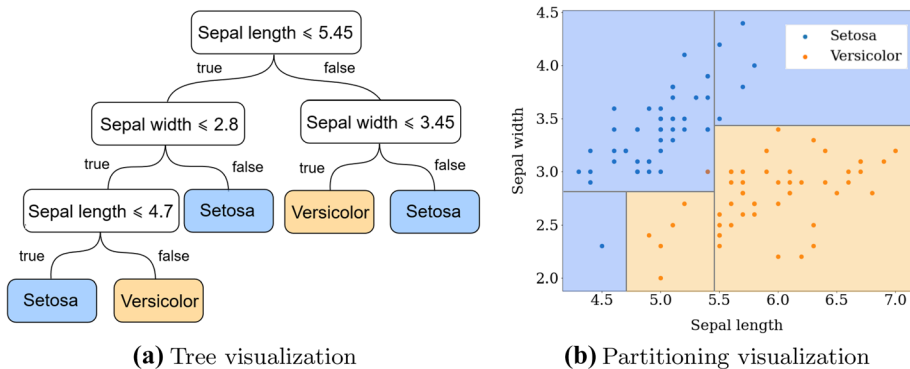 Sepal length ⩽ 5.45
true
false
Sepal width ⩽ 2.8
Sepal width ⩽ 3.45
true
false
true
false
Sepal length ⩽ 4.7
Setosa
Versicolor
Setosa
true
false
Setosa
Versicolor
(a) Tree visualization
Setosa
Versicolor
4.5
4.0
3.5
3.0
2.5
2.0
Sepal width
4.5
5.0
5.5
6.0
6.5
7.0
Sepal length
(b) Partitioning visualization